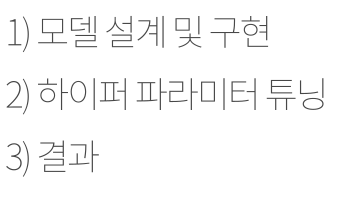 1) 모델 설계 및 구현
2) 하이퍼 파라미터 튜닝
3) 결과